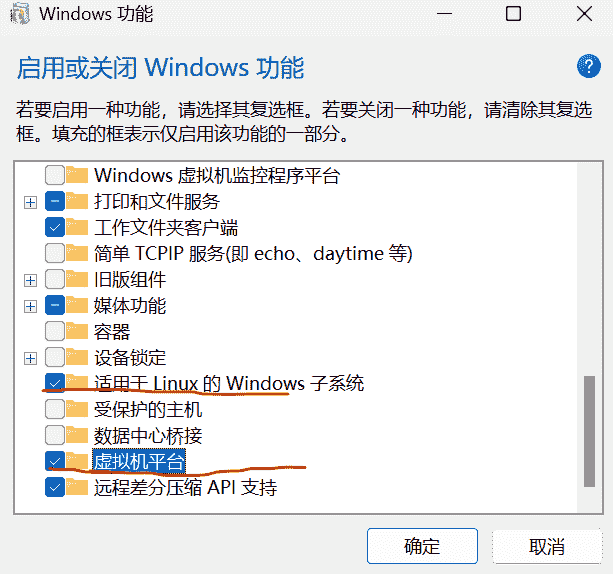 Windows 功能
启用或关闭 Windows 功能
?
若要启用一种功能，请选择其复选框。若要关闭一种功能，请清除其复选
框。填充的框表示仅启用该功能的一部分。
Windows 虚拟机监控程序平台
打印和文件服务
工作文件夹客户端
简单 TCPIP 服务(即 echo、daytime 等)
旧版组件
媒体功能
容器
设备锁定
适用于 Linux 的 Windows 子系统
受保护的主机
数据中心桥接
虚拟机平台
远程差分压缩 API 支持
确定
取消